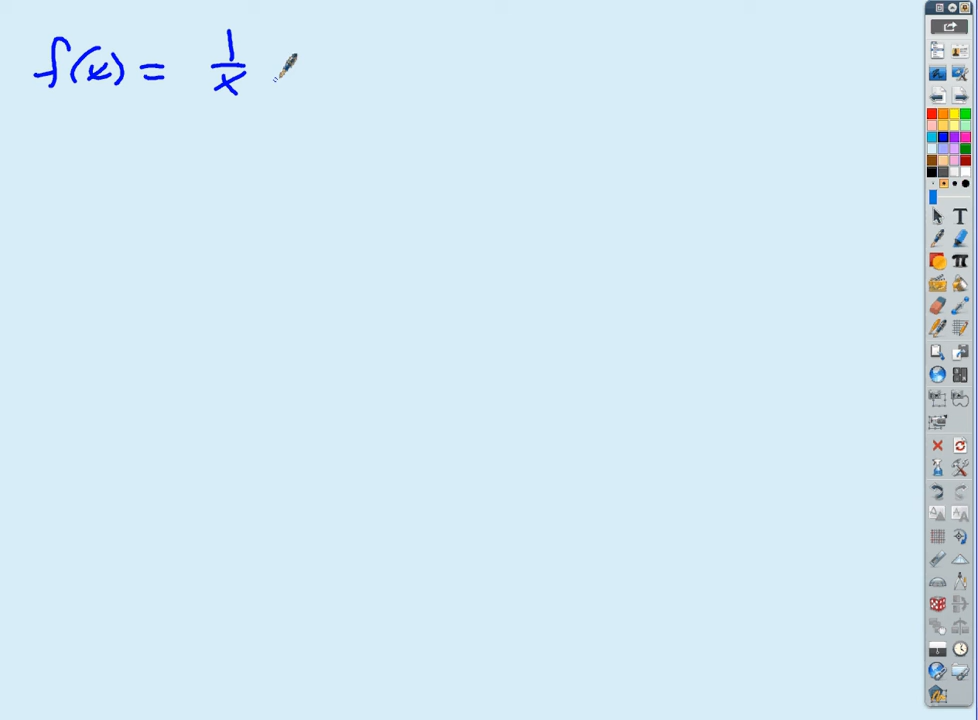 f(x) = 1/x